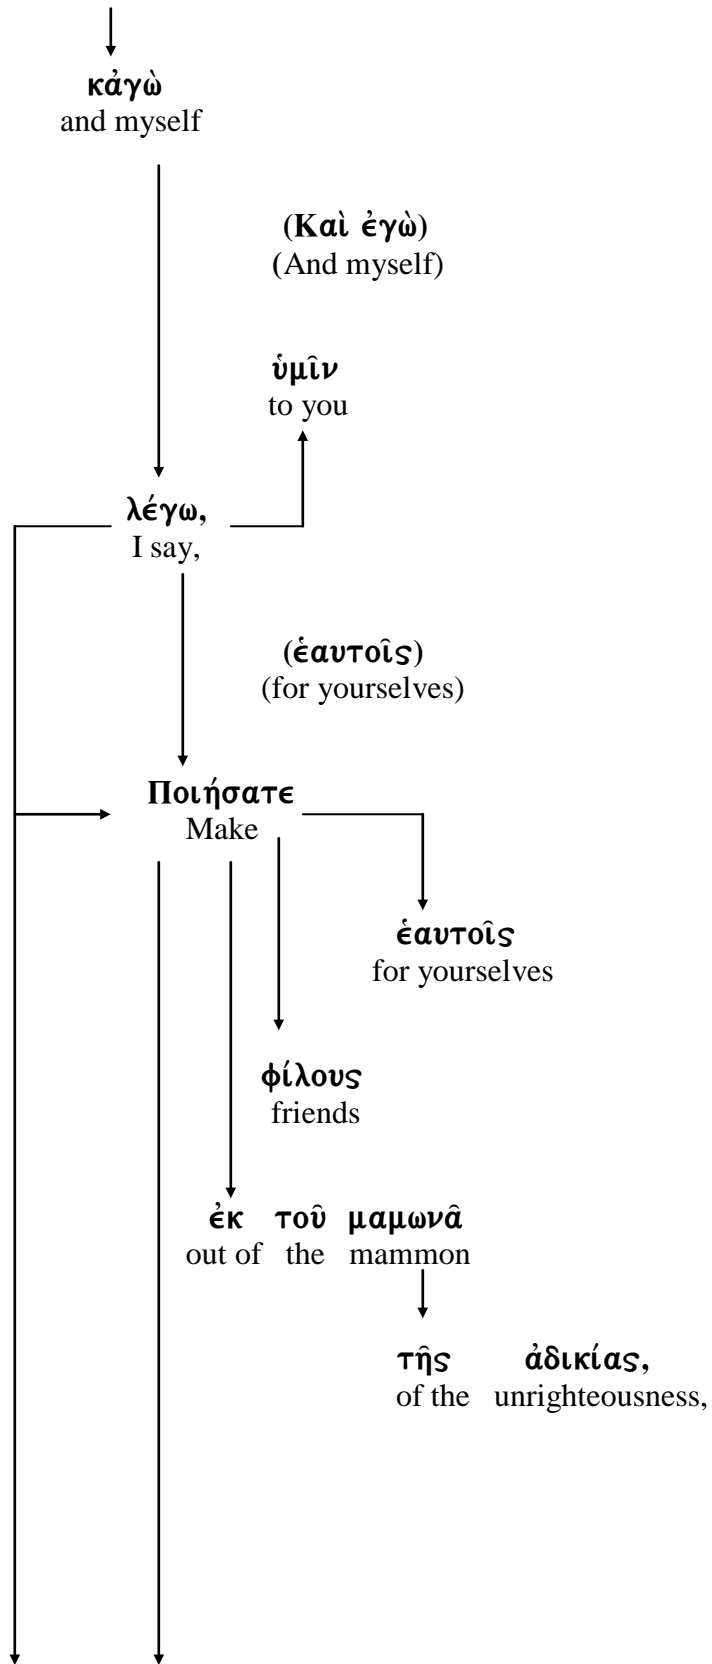 κἀγὼ
and myself
(Καὶ ἐγὼ)
(And myself)
ὑμῖν
to you
λέγω,
I say,
(ἑαυτοῖς)
(for yourselves)
Ποιήσατε
Make
ἑαυτοῖς
for yourselves
φίλους
friends
ἐκ τοῦ μαμωνᾶ
out of the mammon
τῆς ἀδικίας,
of the unrighteousness,